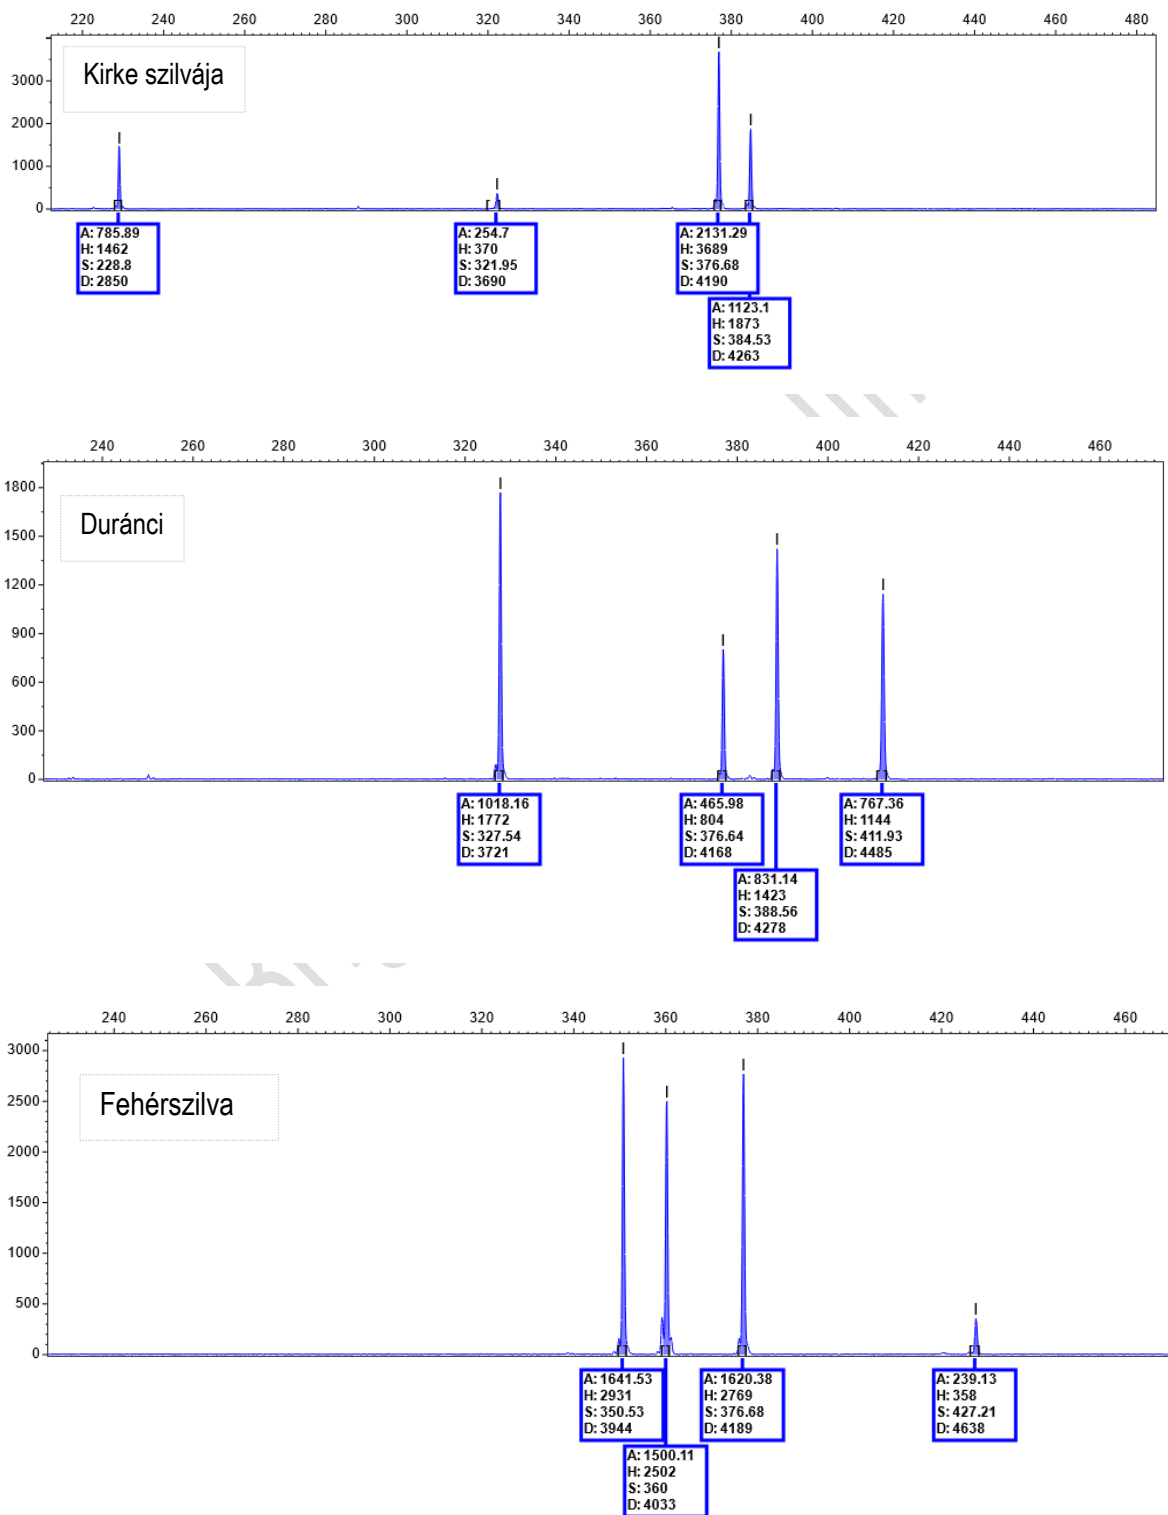 220 240 260 280 300 320 340 360 380 400 420 440 460 480
Kirke szilvája
3000
2000
1000
0
A: 785.89
H: 1462
S: 228.8
D: 2850
A: 254.7
H: 370
S: 321.95
D: 3690
A: 2131.29
H: 3689
S: 376.68
D: 4190
A: 1123.1
H: 1873
S: 384.53
D: 4263
240 260 280 300 320 340 360 380 400 420 440 460
Duránci
1800
1500
1200
900
600
300
0
A: 1018.16
H: 1772
S: 327.54
D: 3721
A: 465.98
H: 804
S: 376.64
D: 4168
A: 831.14
H: 1423
S: 388.56
D: 4278
A: 767.36
H: 1144
S: 411.93
D: 4485
240 260 280 300 320 340 360 380 400 420 440 460
Fehérszilva
3000
2500
2000
1500
1000
500
0
A: 1641.53
H: 2931
S: 350.53
D: 3944
A: 1500.11
H: 2502
S: 360
D: 4033
A: 1620.38
H: 2769
S: 376.68
D: 4189
A: 239.13
H: 358
S: 427.21
D: 4638